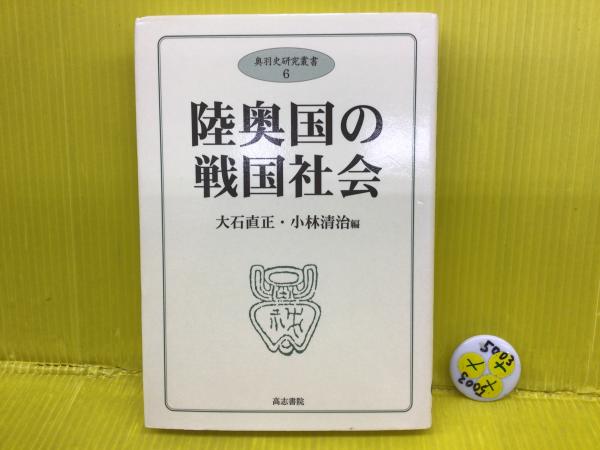 奥羽史研究叢書
6
陸奥国の
戦国社会
大石直正・小林清治編
高志書院
5003
5003